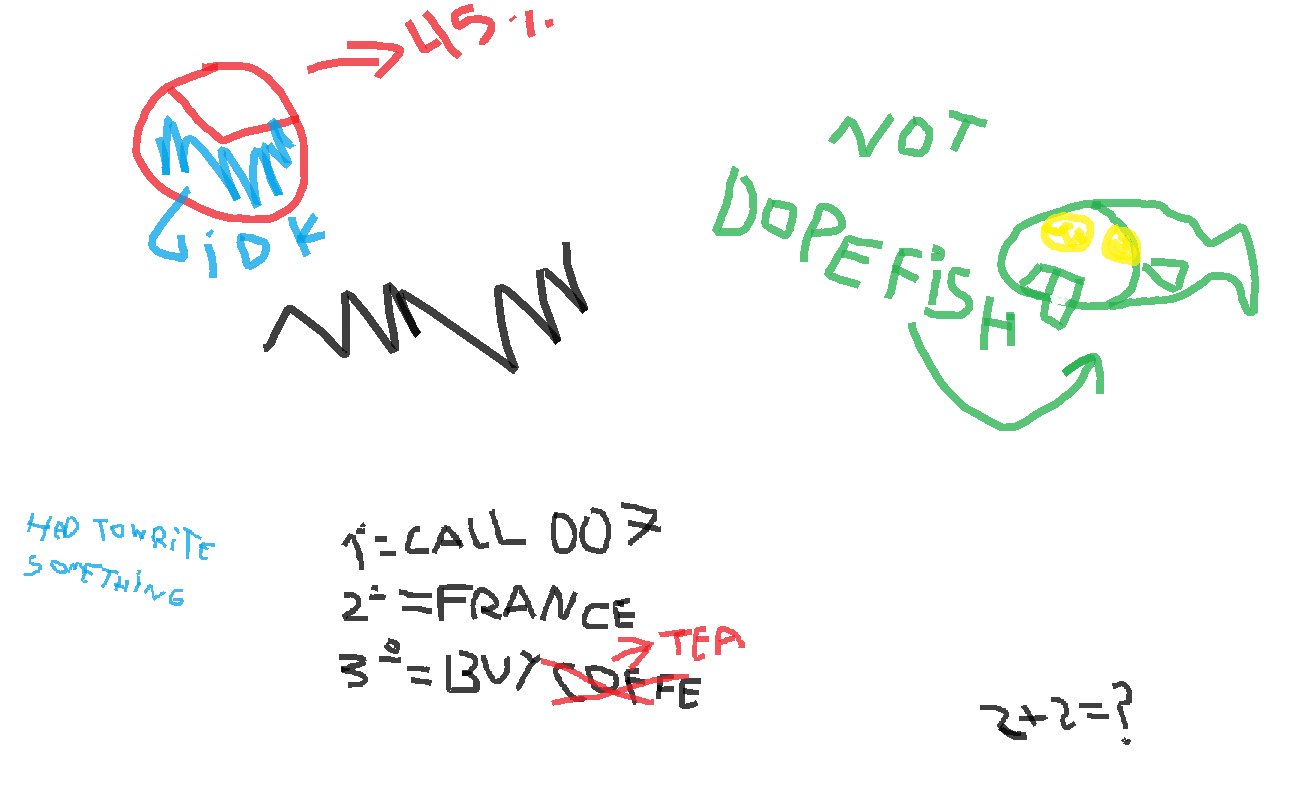 45%
iDK
NOT
DOPEFiSH
HAD TO WRiTE
SOMETHiNG
1º=CALL 007
2º=FRANCE
3º=BUY COFFE
TEA
2+2=?